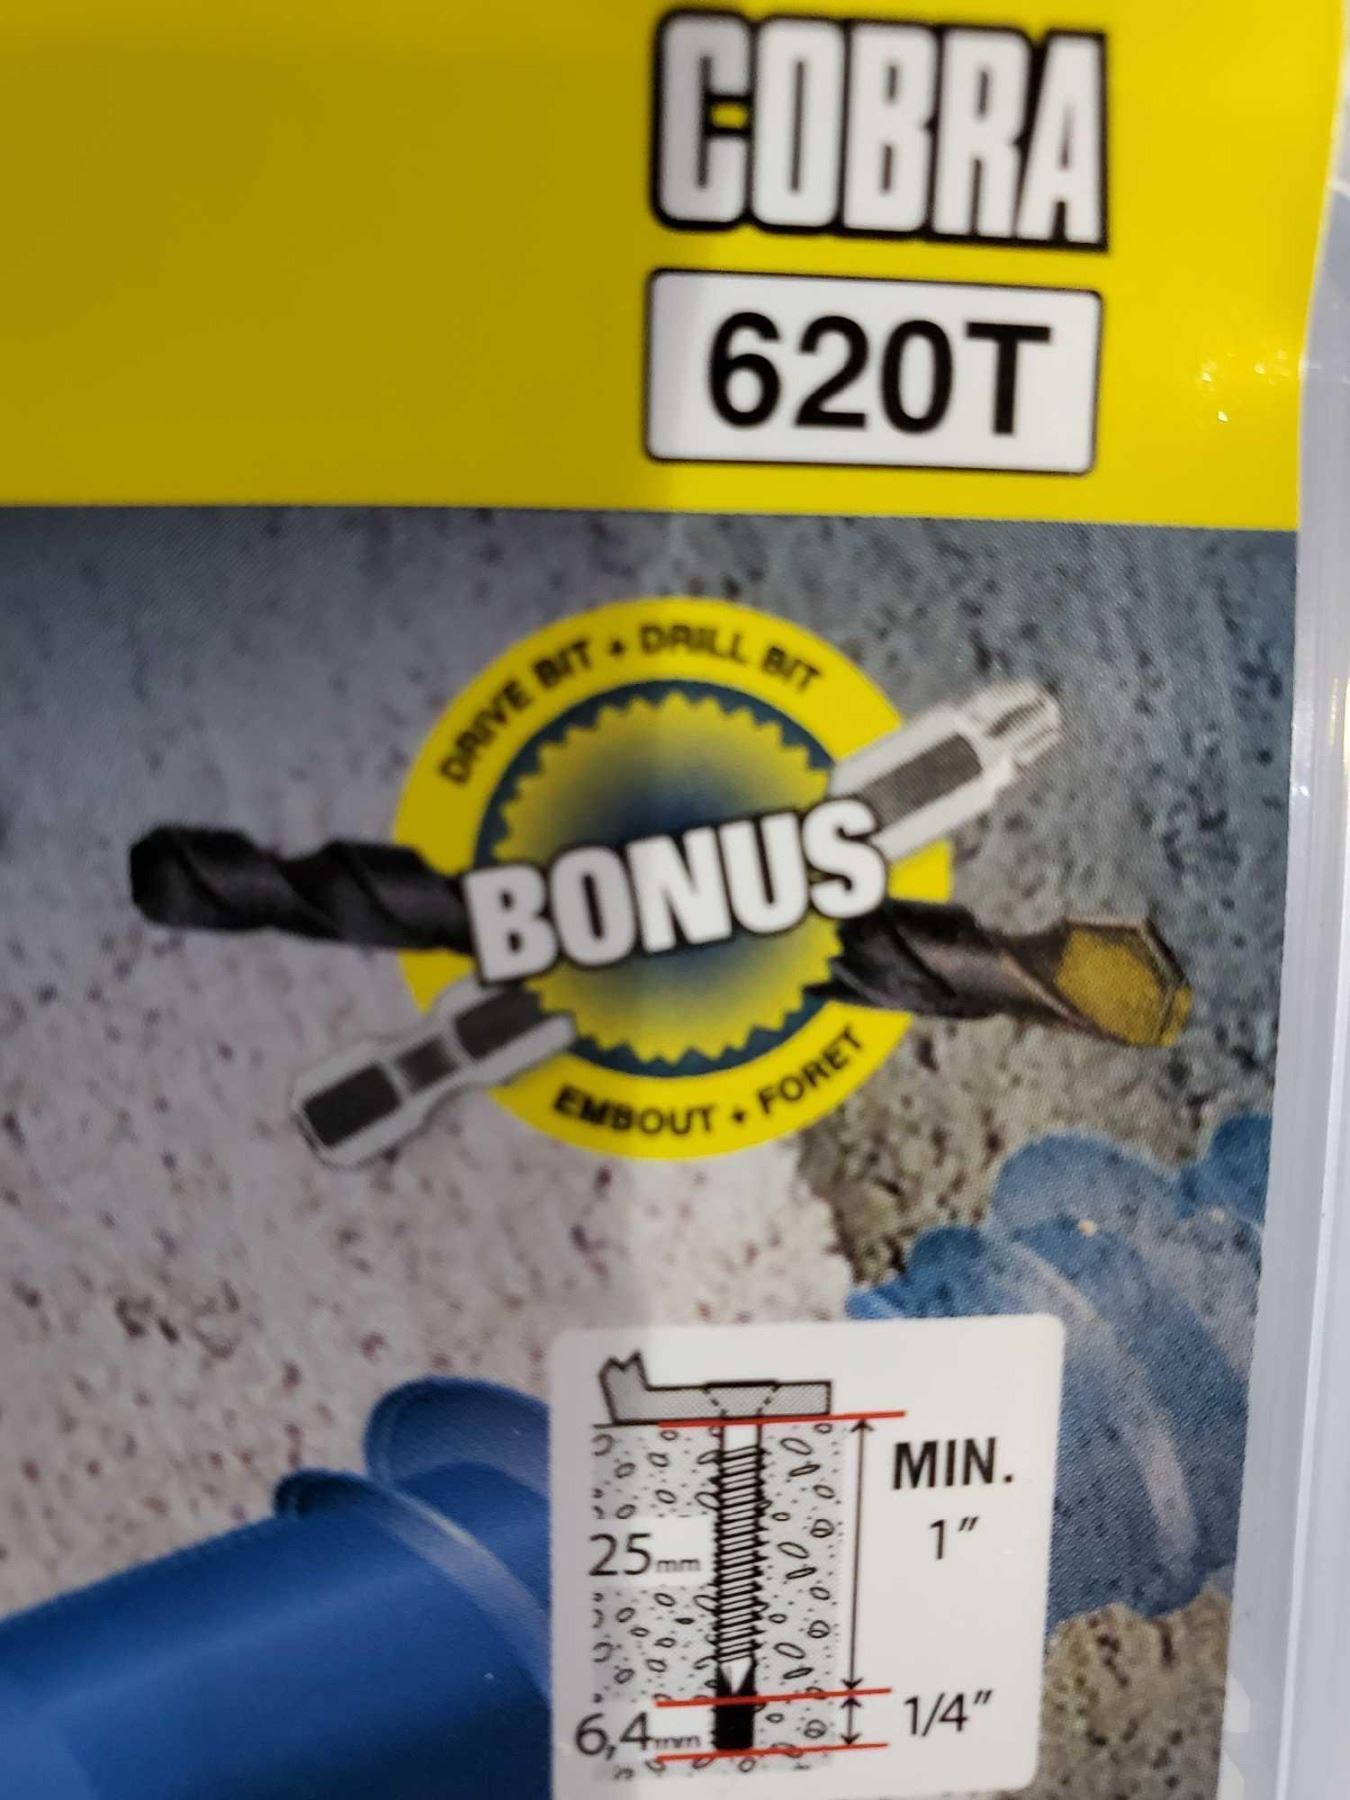 COBRA
620T
DRIVE BIT + DRILL BIT
BONUS
EMBOUT + FORET
MIN.
1"
25mm
1/4"
6,4mm